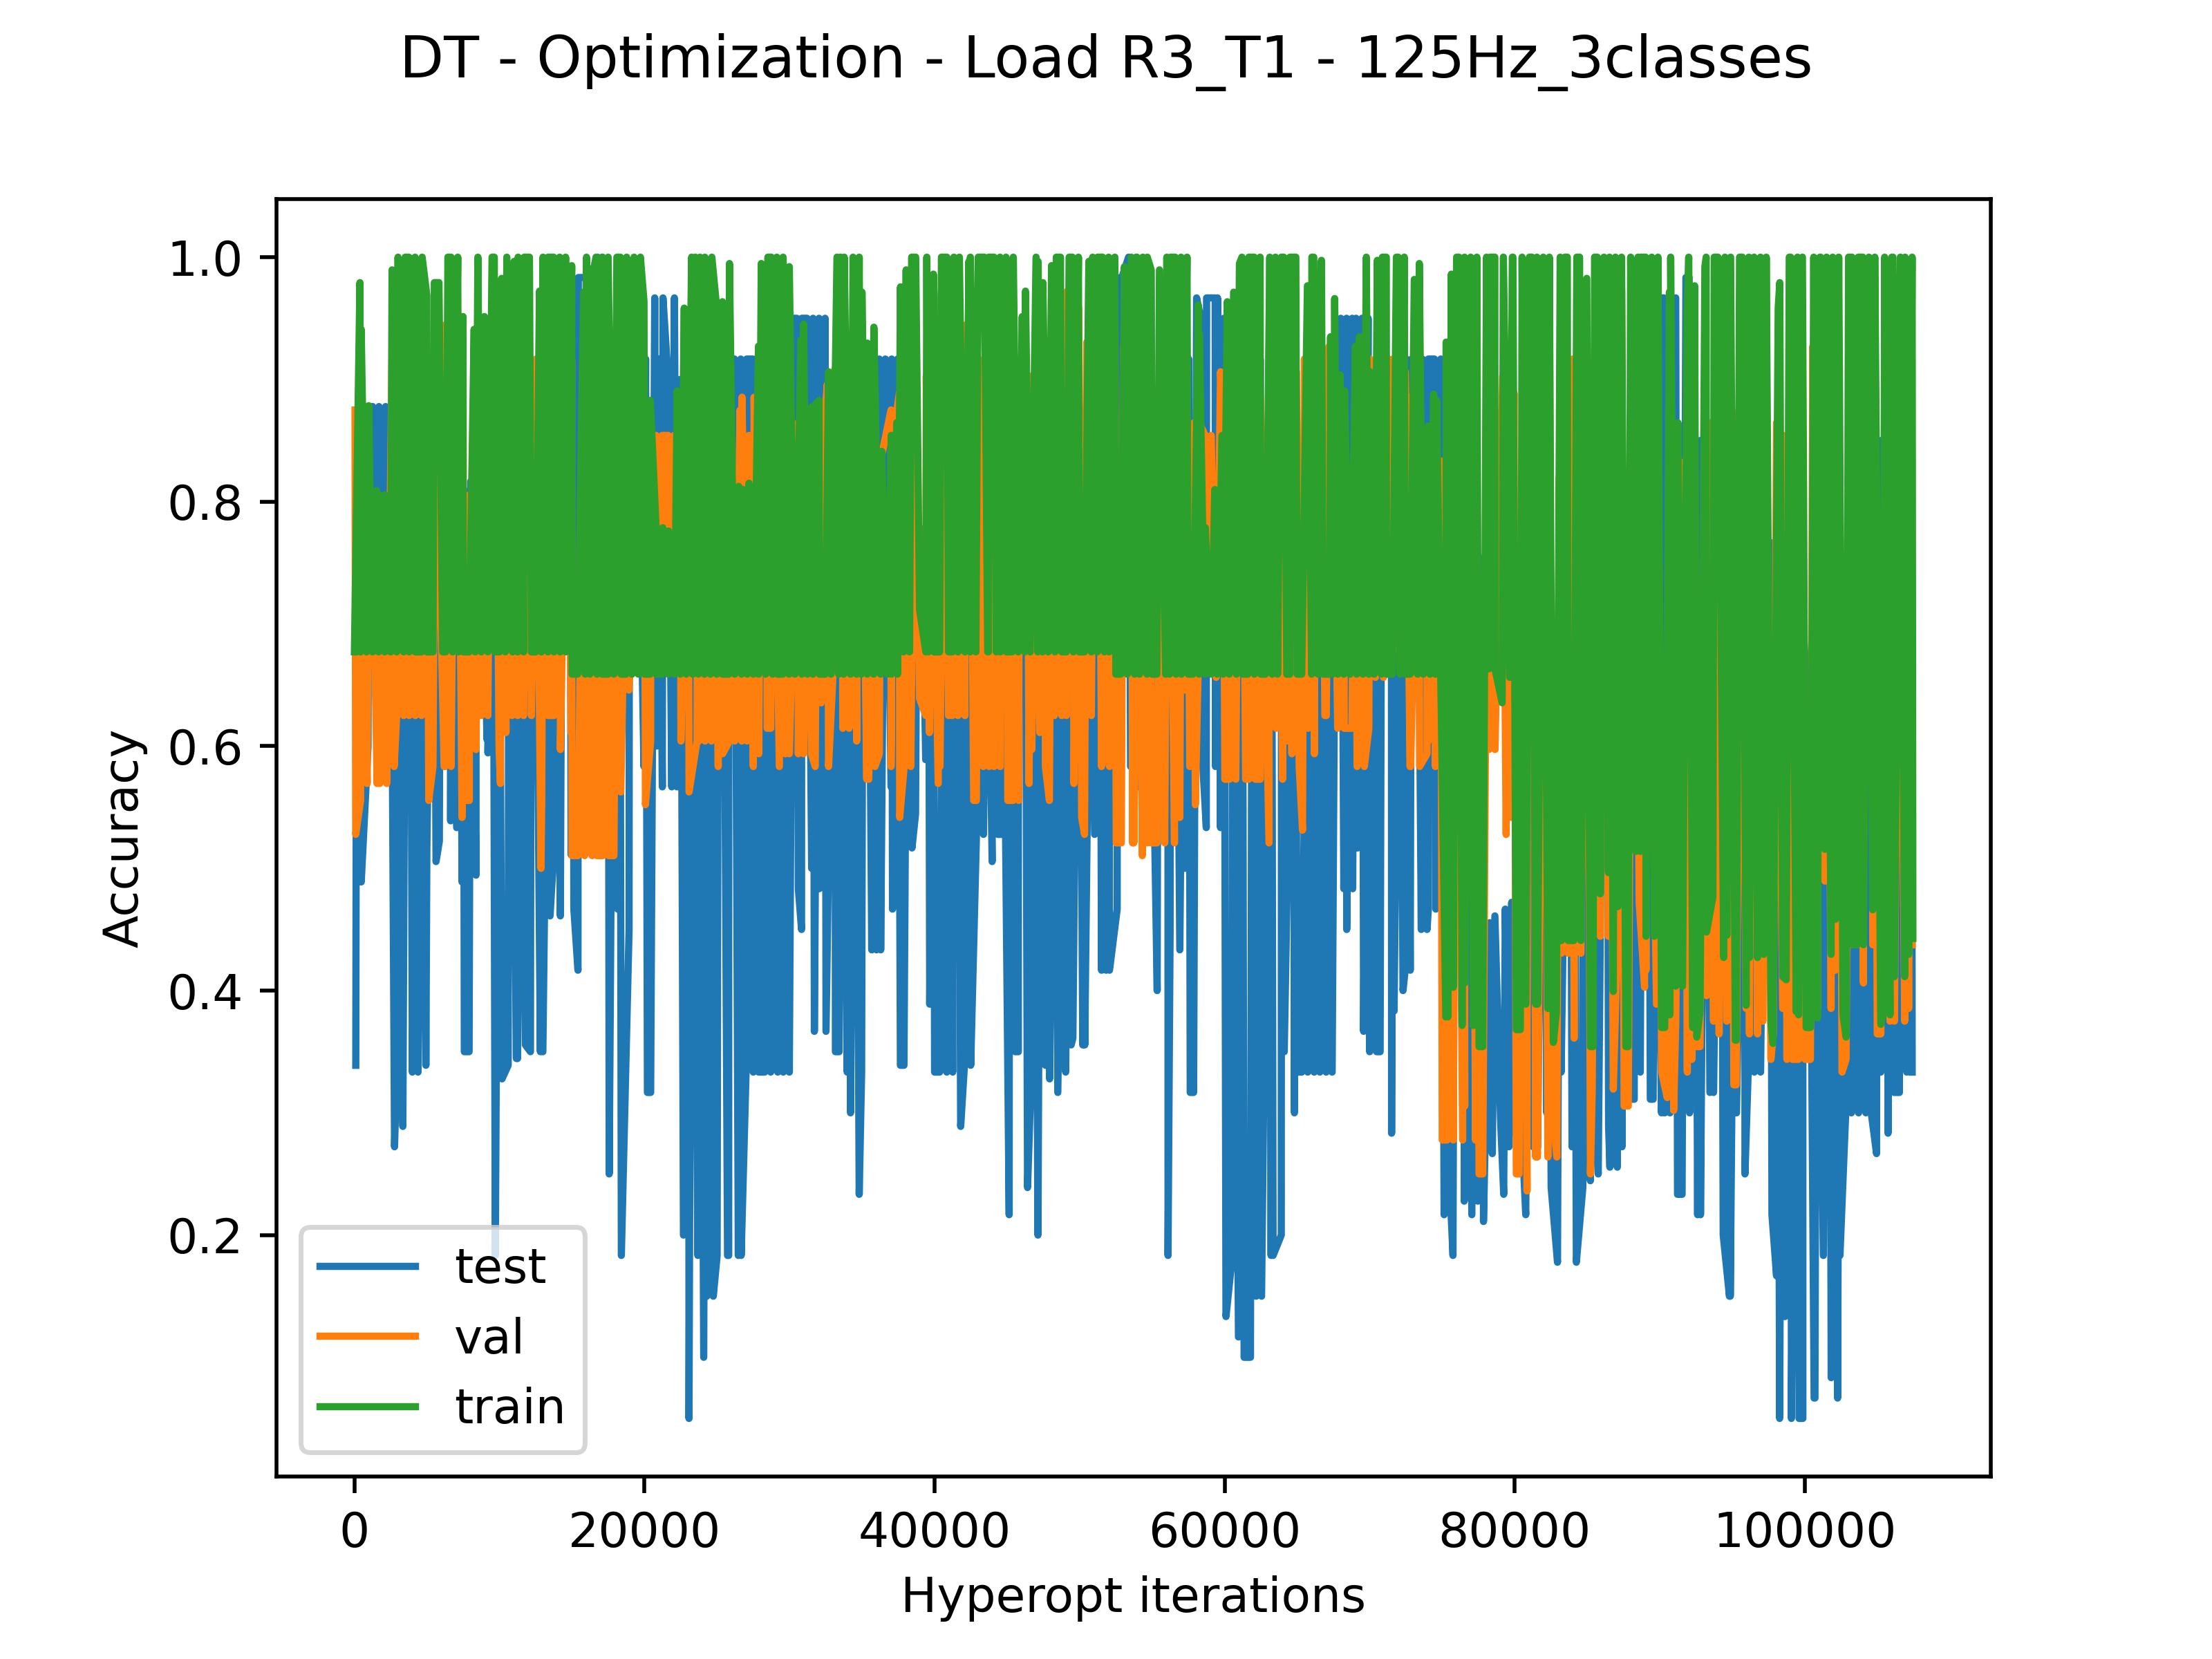 DT - Optimization - Load R3_T1 - 125Hz_3classes
1.0
0.8
0.6
0.4
0.2
Accuracy
test
val
train
0 20000 40000 60000 80000 100000
Hyperopt iterations